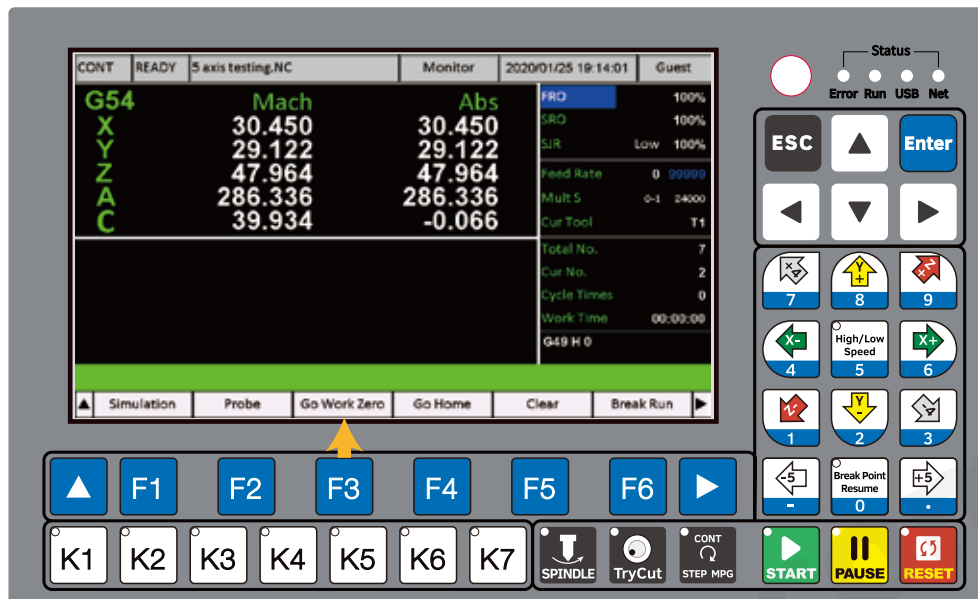 CONT READY 5 axis testing.NC Monitor 2020/01/25 19:14:01 Guest
G54 Mach Abs
X 30.450 30.450
Y 29.122 29.122
Z 47.964 47.964
A 286.336 286.336
C 39.934 -0.066
FRO 100%
SRO 100%
SJR Low 100%
Feed Rate 0 99999
Mult S 0-1 24000
Cur Tool T1
Total No. 7
Cur No. 2
Cycle Times 0
Work Time 00:00:00
G49 H 0
Simulation Probe Go Work Zero Go Home Clear Break Run
Status
Error Run USB Net
ESC Enter
7 Y+ 8 9
X- 4 High/Low Speed 5 X+ 6
1 Y- 2 3
-5 - Break Point Resume 0 +5 .
F1 F2 F3 F4 F5 F6
K1 K2 K3 K4 K5 K6 K7
SPINDLE TryCut CONT STEP MPG START PAUSE RESET